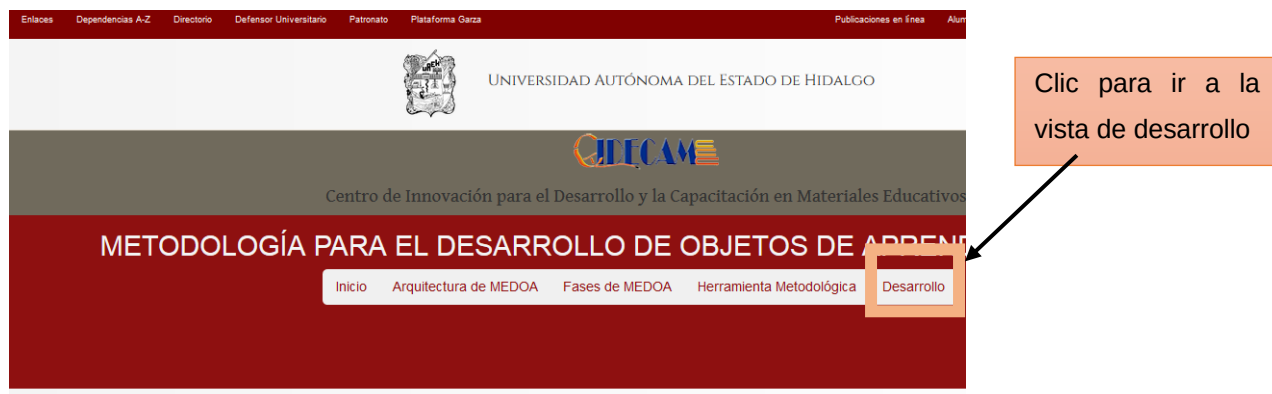 Enlaces Dependencias A-Z Directorio Defensor Universitario Patronato Plataforma Garza Publicaciones en línea
UNIVERSIDAD AUTÓNOMA DEL ESTADO DE HIDALGO
CIDECAME
Centro de Innovación para el Desarrollo y la Capacitación en Materiales Educativos
METODOLOGÍA PARA EL DESARROLLO DE OBJETOS DE
Inicio Arquitectura de MEDOA Fases de MEDOA Herramienta Metodológica Desarrollo
Clic para ir a la
vista de desarrollo